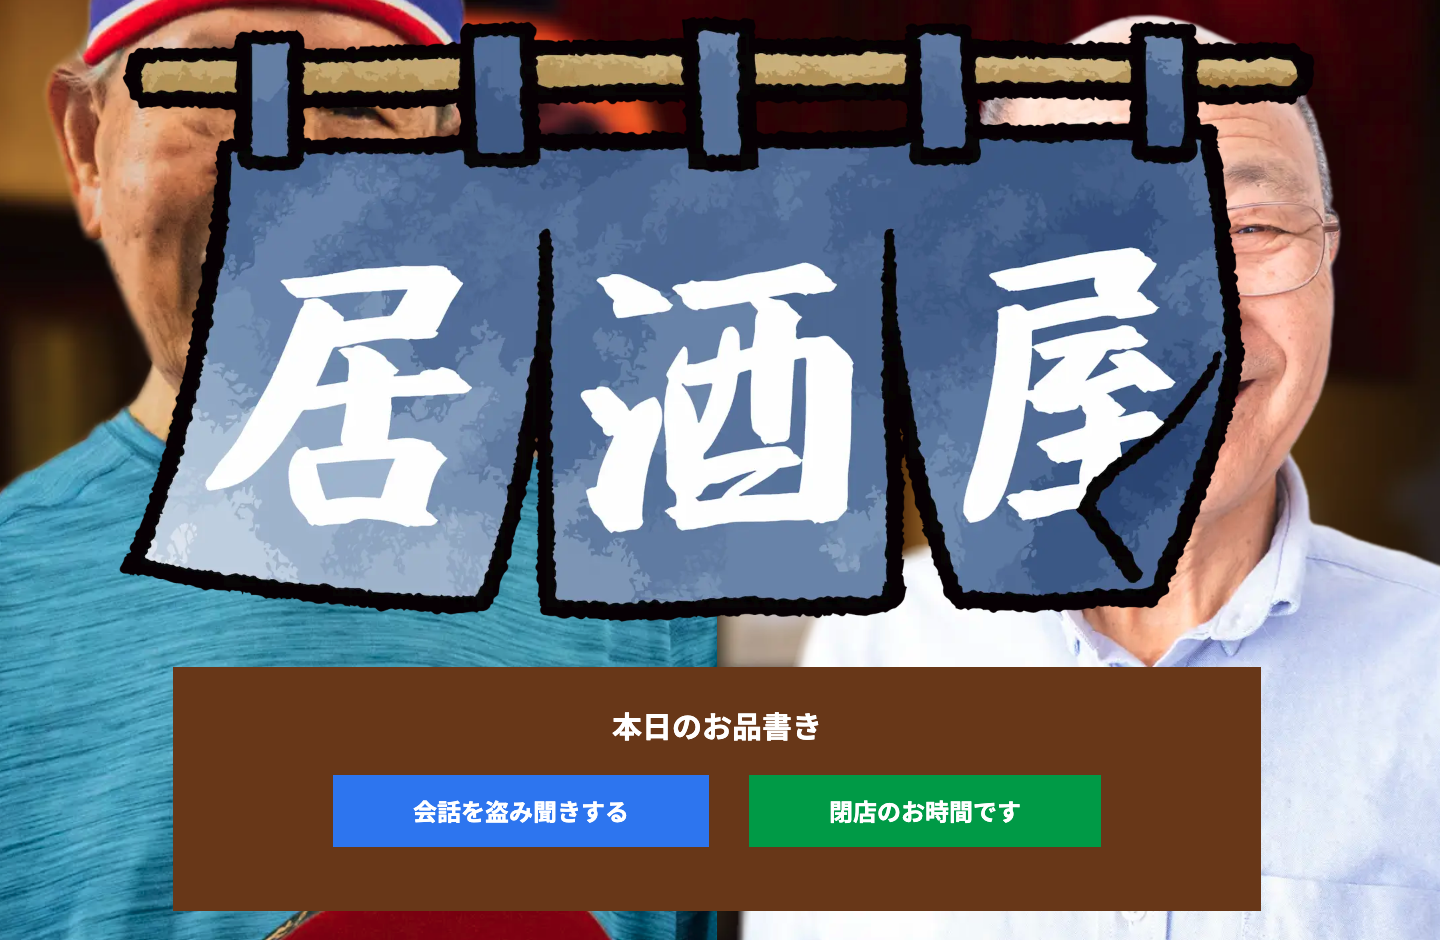 居酒屋
本日のお品書き
会話を盗み聞きする
閉店のお時間です